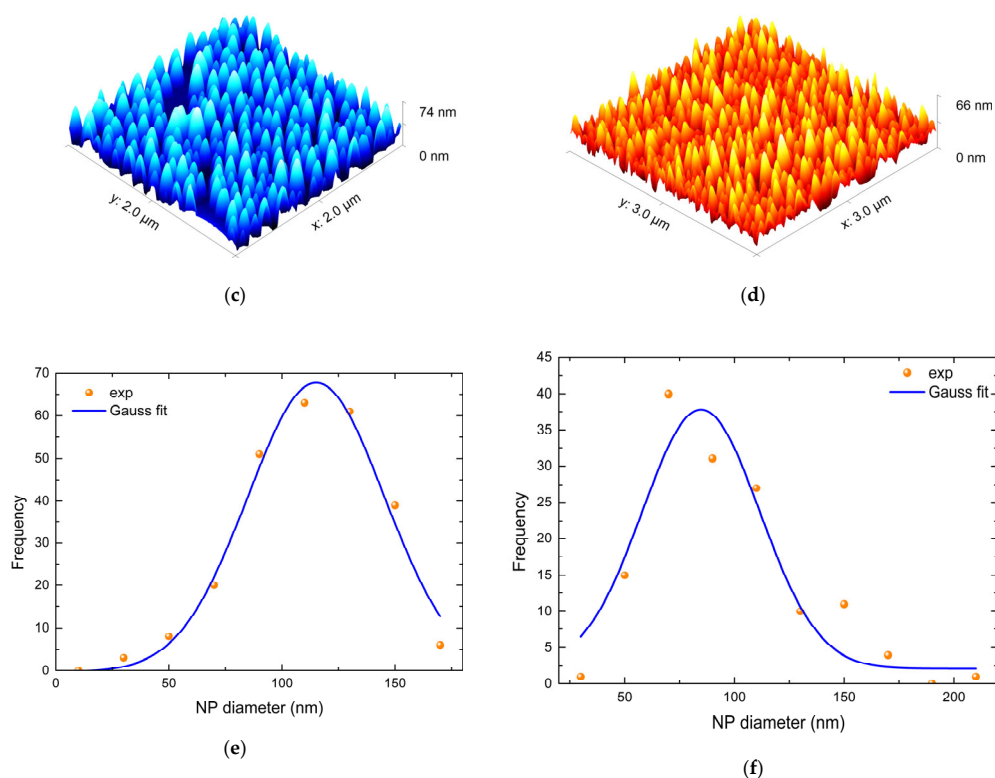 74 nm
0 nm
y: 2.0 µm
x: 2.0 µm
(c)
66 nm
0 nm
y: 3.0 µm
x: 3.0 µm
(d)
70
60
50
40
30
20
10
0
Frequency
exp
Gauss fit
0
50
100
150
NP diameter (nm)
(e)
45
40
35
30
25
20
15
10
5
0
Frequency
exp
Gauss fit
50
100
150
200
NP diameter (nm)
(f)